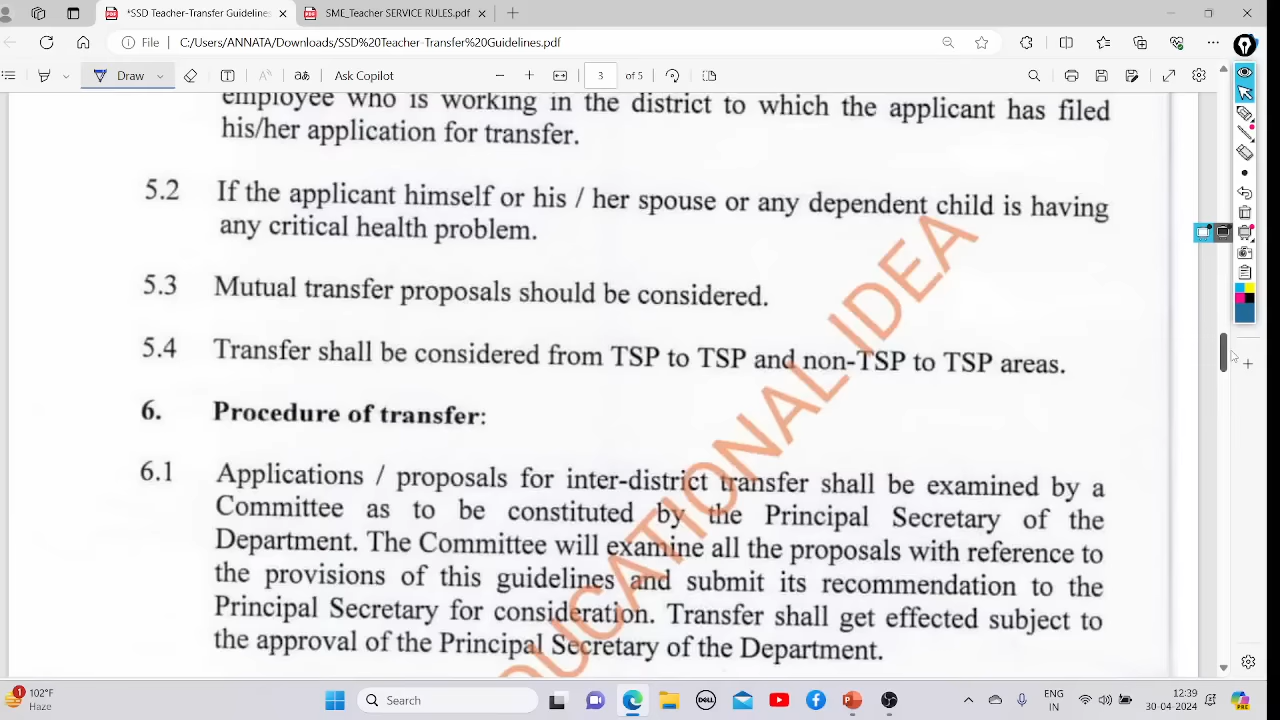 *SSD Teacher-Transfer Guidelines
SME_Teacher SERVICE RULES.pdf
File
C:/Users/ANNATA/Downloads/SSD%20Teacher-Transfer%20Guidelines.pdf
Draw
Ask Copilot
3 of 5
employee who is working in the district to which the applicant has filed
his/her application for transfer.
5.2 If the applicant himself or his / her spouse or any dependent child is having
any critical health problem.
5.3 Mutual transfer proposals should be considered.
5.4 Transfer shall be considered from TSP to TSP and non-TSP to TSP areas.
6. Procedure of transfer:
6.1 Applications / proposals for inter-district transfer shall be examined by a
Committee as to be constituted by the Principal Secretary of the
Department. The Committee will examine all the proposals with reference to
the provisions of this guidelines and submit its recommendation to the
Principal Secretary for consideration. Transfer shall get effected subject to
the approval of the Principal Secretary of the Department.
EDUCATIONAL IDEA
1
102°F
Haze
Search
DELL
ENG
IN
12:39
30-04-2024